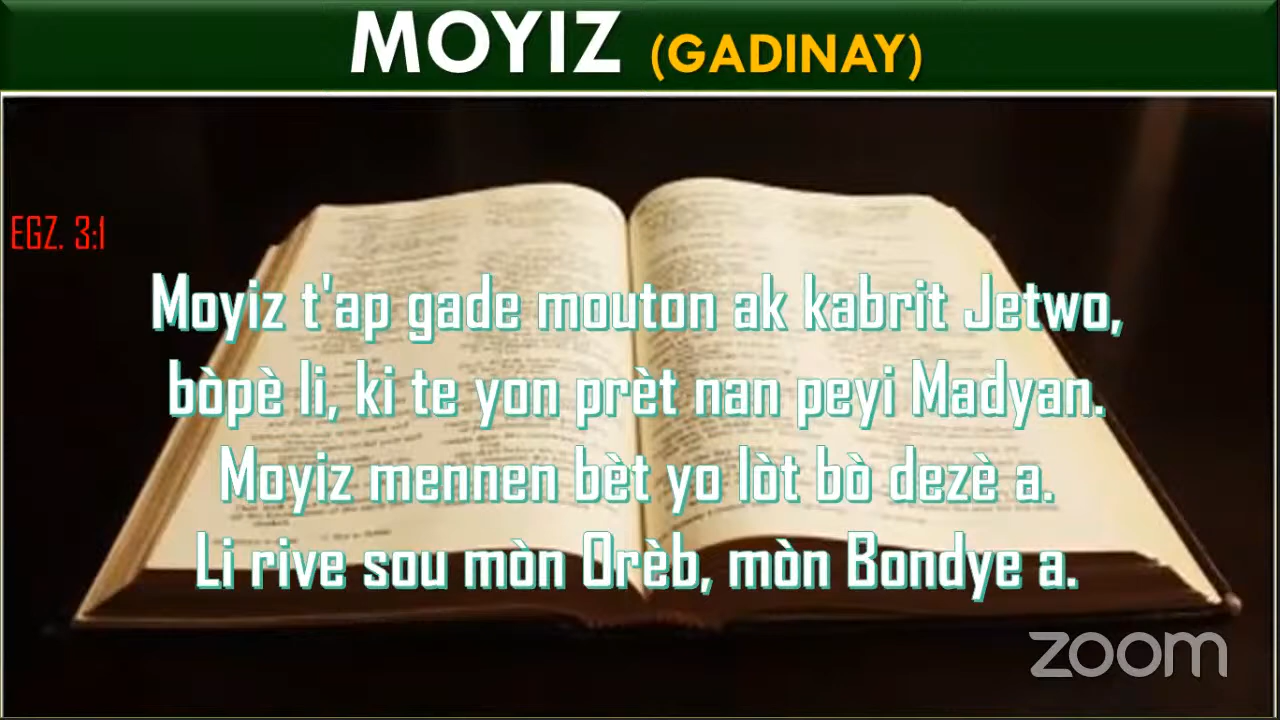 MOYIZ (GADINAY)
EGZ. 3:1
Moyiz t'ap gade mouton ak kabrit Jetwo,
bòpè li, ki te yon prèt nan peyi Madyan.
Moyiz mennen bèt yo lòt bò dezè a.
Li rive sou mòn Orèb, mòn Bondye a.
zoom